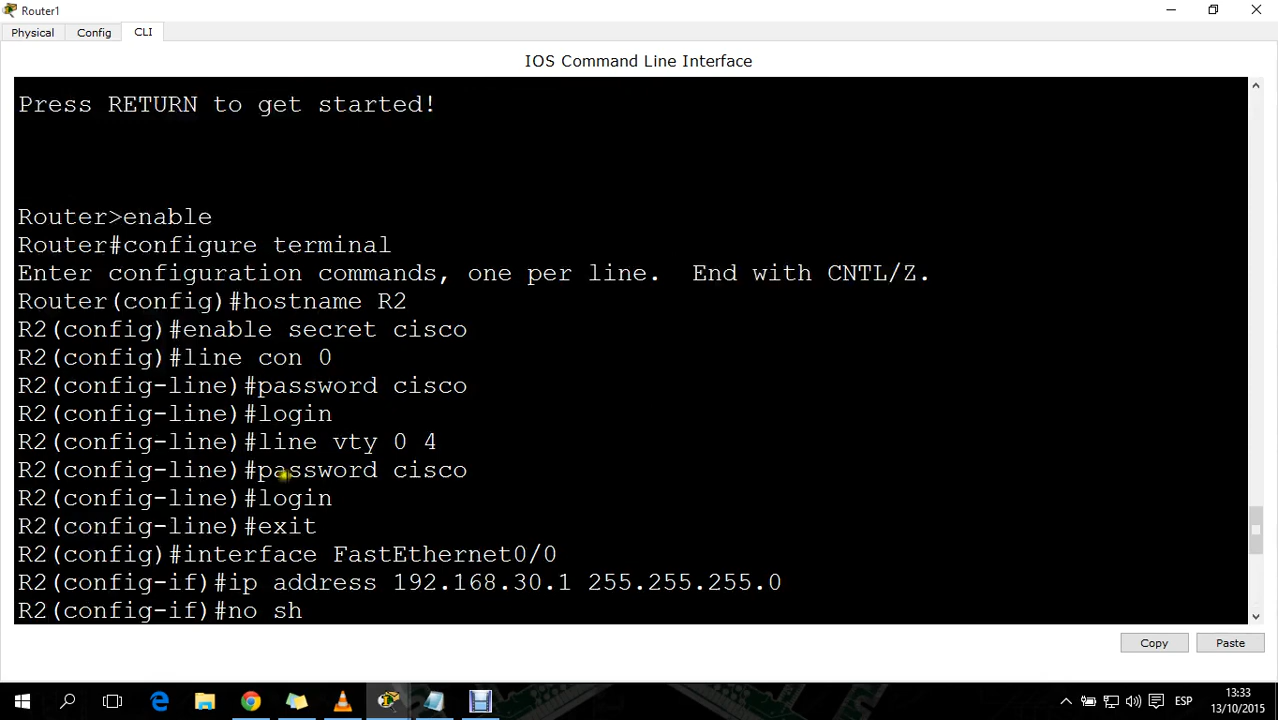 Router1
Physical Config CLI
IOS Command Line Interface
Press RETURN to get started!
Router>enable
Router#configure terminal
Enter configuration commands, one per line.  End with CNTL/Z.
Router(config)#hostname R2
R2(config)#enable secret cisco
R2(config)#line con 0
R2(config-line)#password cisco
R2(config-line)#login
R2(config-line)#line vty 0 4
R2(config-line)#password cisco
R2(config-line)#login
R2(config-line)#exit
R2(config)#interface FastEthernet0/0
R2(config-if)#ip address 192.168.30.1 255.255.255.0
R2(config-if)#no sh
Copy Paste
ESP
13:33
13/10/2015